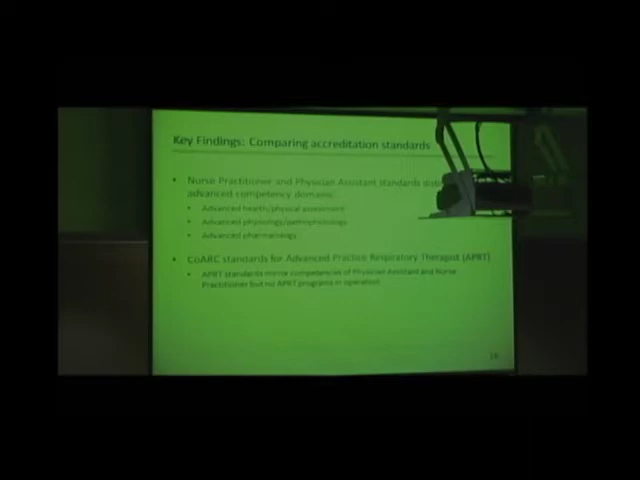 Key Findings: Comparing accreditation standards
• Nurse Practitioner and Physician Assistant standards
advanced competency domains:
• Advanced health/physical assessment
• Advanced physiology/pathophysiology
• Advanced pharmacology
• CoARC standards for Advanced Practice Respiratory Therapist (APRT)
• APRT standards mirror competencies of Physician Assistant and Nurse
Practitioner but no APRT programs in operation